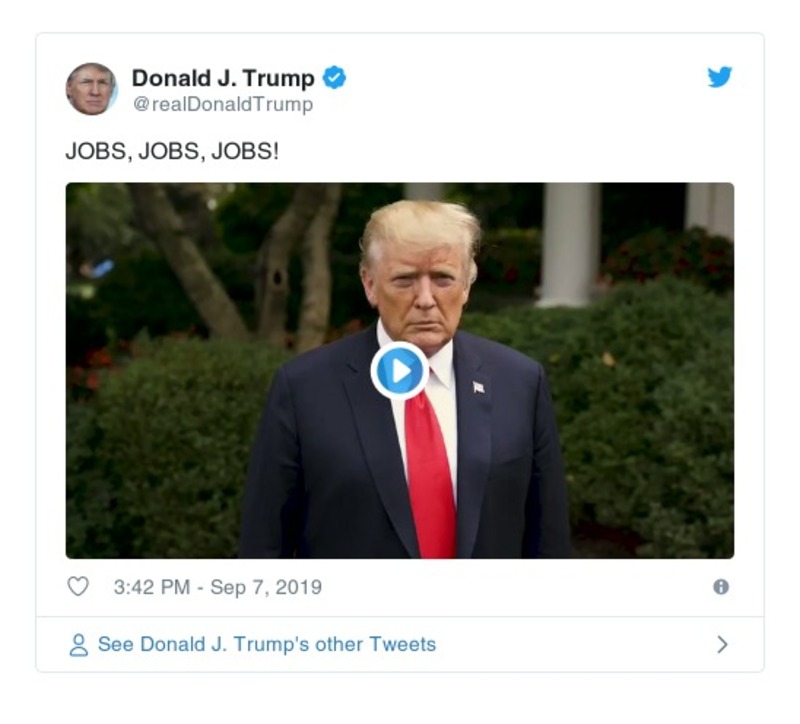 Donald J. Trump
@realDonaldTrump
JOBS, JOBS, JOBS!
3:42 PM - Sep 7, 2019
See Donald J. Trump's other Tweets